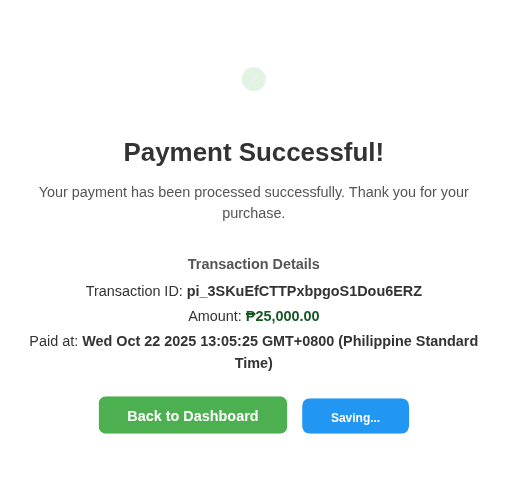 Payment Successful!
Your payment has been processed successfully. Thank you for your
purchase.
Transaction Details
Transaction ID: pi_3SKuEfCTTPxbpgoS1Dou6ERZ
Amount: ₱25,000.00
Paid at: Wed Oct 22 2025 13:05:25 GMT+0800 (Philippine Standard
Time)
Back to Dashboard
Saving...